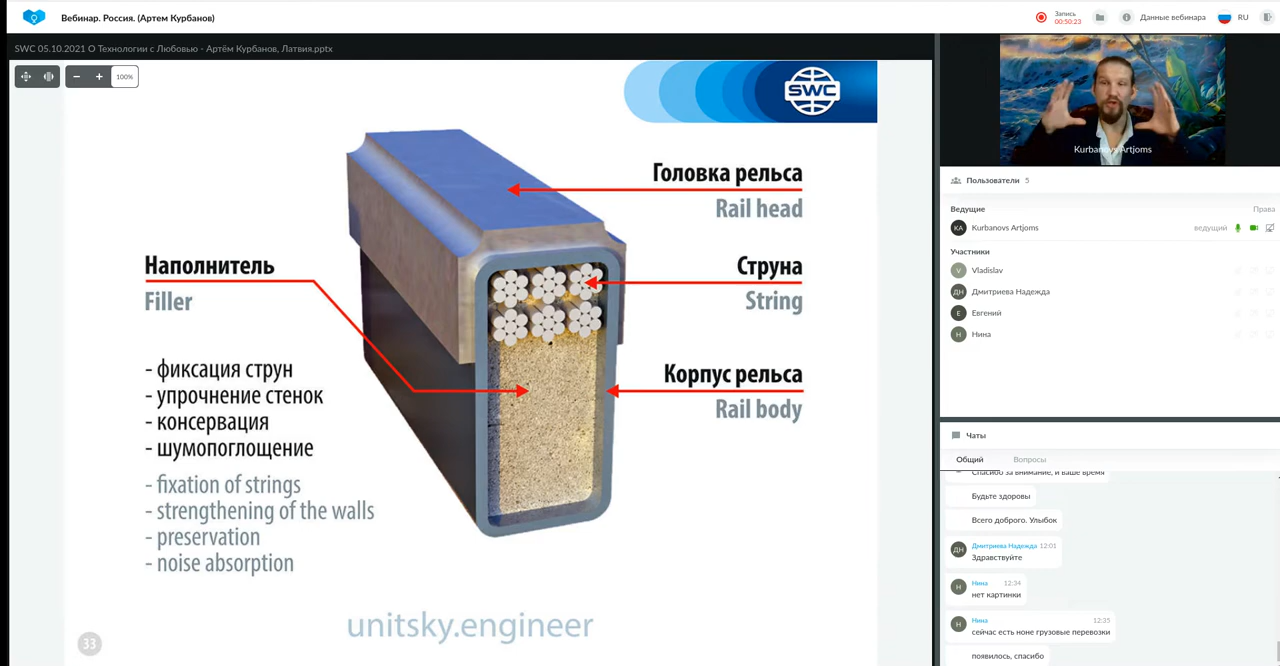 Вебинар. Россия. (Артем Курбанов)
Запись
00:50:23
Данные вебинара
RU
SWC 05.10.2021 О Технологии с Любовью - Артём Курбанов, Латвия.pptx
100%
SWC
Головка рельса
Rail head
Наполнитель
Filler
Струна
String
Корпус рельса
Rail body
- фиксация струн
- упрочнение стенок
- консервация
- шумопоглощение
- fixation of strings
- strengthening of the walls
- preservation
- noise absorption
unitsky.engineer
33
Kurbanovs Artjoms
Пользователи 5
Ведущие
Права
KA
Kurbanovs Artjoms
ведущий
Участники
V
Vladislav
ДН
Дмитриева Надежда
Е
Евгений
Н
Нина
Чаты
Общий
Вопросы
Спасибо за внимание, и ваше время
Будьте здоровы
Всего доброго. Улыбок
ДН
Дмитриева Надежда 12:01
Здравствуйте
Н
Нина 12:34
нет картинки
Н
Нина 12:35
сейчас есть ноне грузовые перевозки
появилось, спасибо